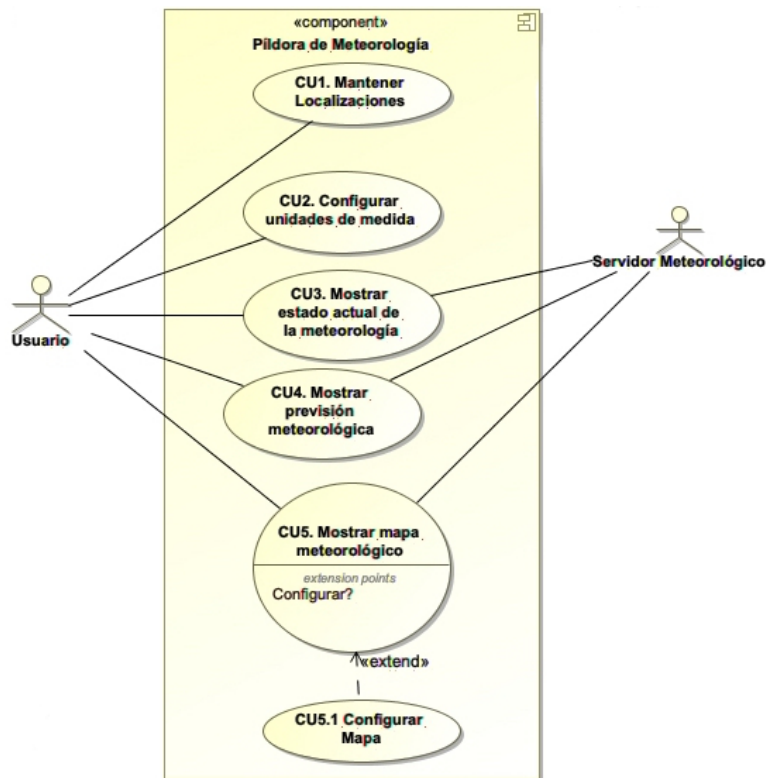 «component»
Píldora de Meteorología
CU1. Mantener
Localizaciones
CU2. Configurar
unidades de medida
Servidor Meteorológico
CU3. Mostrar
estado actual de
la meteorología
Usuario
CU4. Mostrar
previsión
meteorológica
CU5. Mostrar mapa
meteorológico
extension points
Configurar?
«extend»
CU5.1 Configurar
Mapa